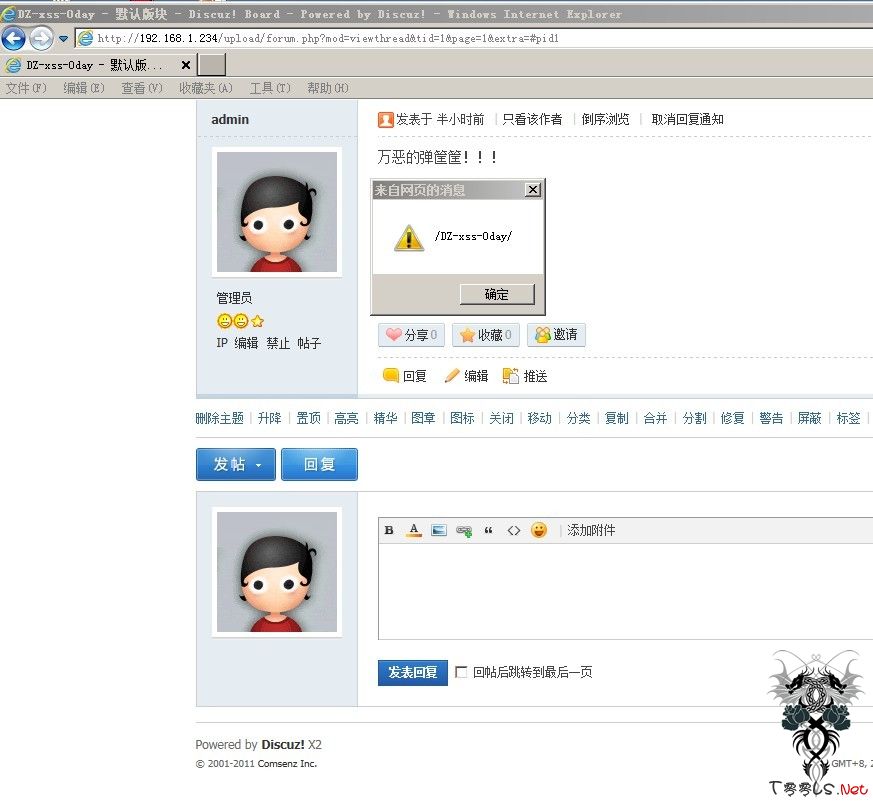 DZ-xss-0day - 默认版块 - Discuz! Board - Powered by Discuz! - Windows Internet Explorer
http://192.168.1.234/upload/forum.php?mod=viewthread&tid=1&page=1&extra=#pid1
DZ-xss-0day - 默认版...
文件(F) 编辑(E) 查看(V) 收藏夹(A) 工具(T) 帮助(H)
admin
发表于 半小时前 | 只看该作者 | 倒序浏览 | 取消回复通知
万恶的弹筐筐！！！
来自网页的消息
/DZ-xss-0day/
确定
管理员
IP 编辑 禁止 帖子
分享 0 收藏 0 邀请
回复 编辑 推送
删除主题 | 升降 | 置顶 | 高亮 | 精华 | 图章 | 图标 | 关闭 | 移动 | 分类 | 复制 | 合并 | 分割 | 修复 | 警告 | 屏蔽 | 标签 |
发帖 回复
B A “ <> 添加附件
发表回复 回帖后跳转到最后一页
Powered by Discuz! X2
© 2001-2011 Comsenz Inc.
GMT+8, 2
T00LS.Net